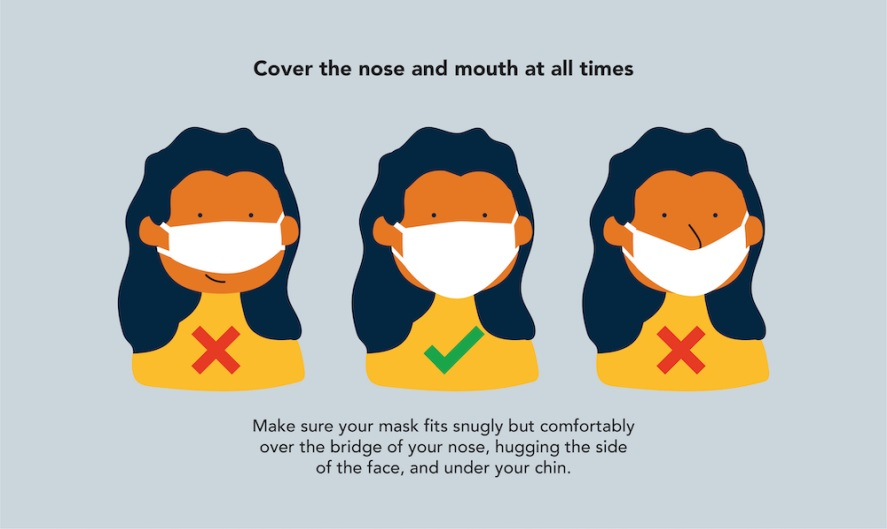 Cover the nose and mouth at all times
Make sure your mask fits snugly but comfortably
over the bridge of your nose, hugging the side
of the face, and under your chin.